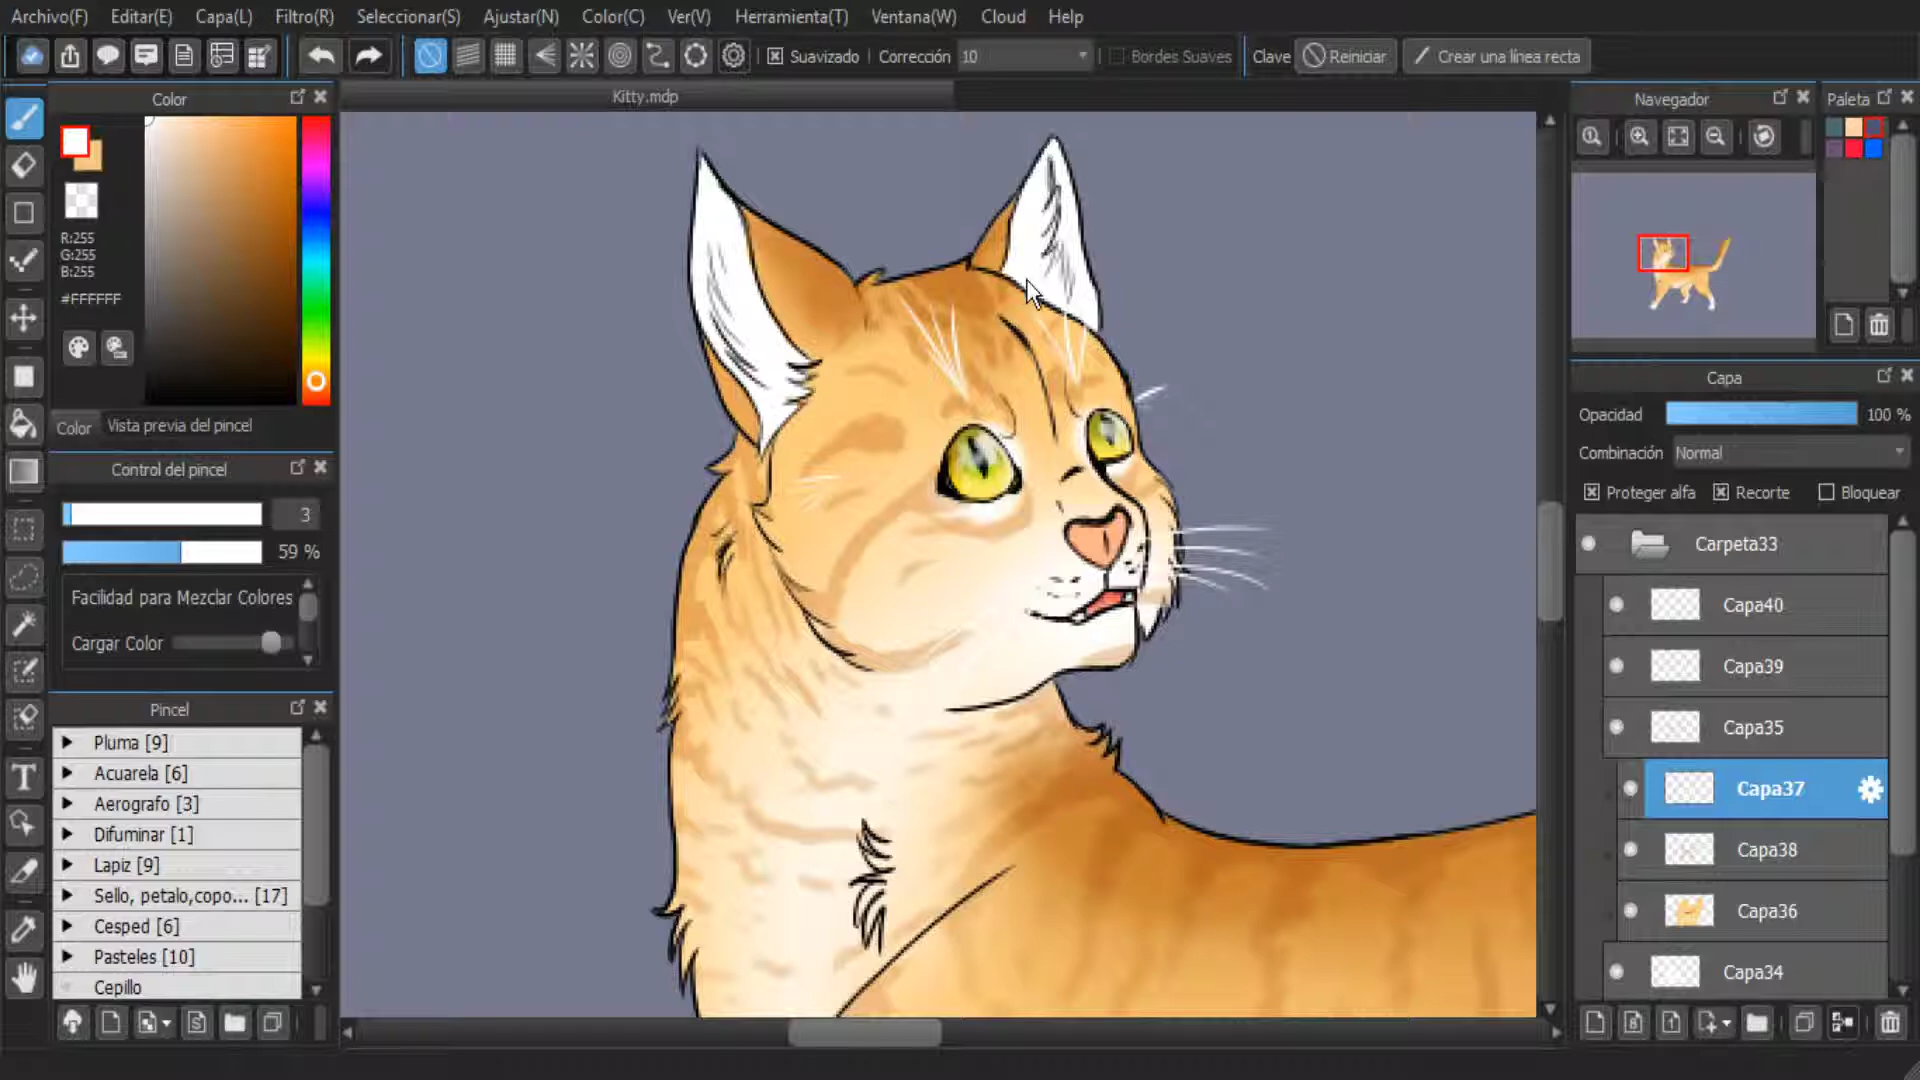 Archivo(F) Editar(E) Capa(L) Filtro(R) Seleccionar(S) Ajustar(N) Color(C) Ver(V) Herramienta(T) Ventana(W) Cloud Help
Suavizado Corrección 10 Bordes Suaves Clave Reiniciar Crear una línea recta
Color
R:255
G:255
B:255
#FFFFFF
Color Vista previa del pincel
Control del pincel
3
59 %
Facilidad para Mezclar Colores
Cargar Color
Pincel
Pluma [9]
Acuarela [6]
Aerografo [3]
Difuminar [1]
Lapiz [9]
Sello, petalo,copo... [17]
Cesped [6]
Pasteles [10]
Cepillo
Kitty.mdp
Navegador
Paleta
Capa
Opacidad 100 %
Combinación Normal
Proteger alfa Recorte Bloquear
Carpeta33
Capa40
Capa39
Capa35
Capa37
Capa38
Capa36
Capa34